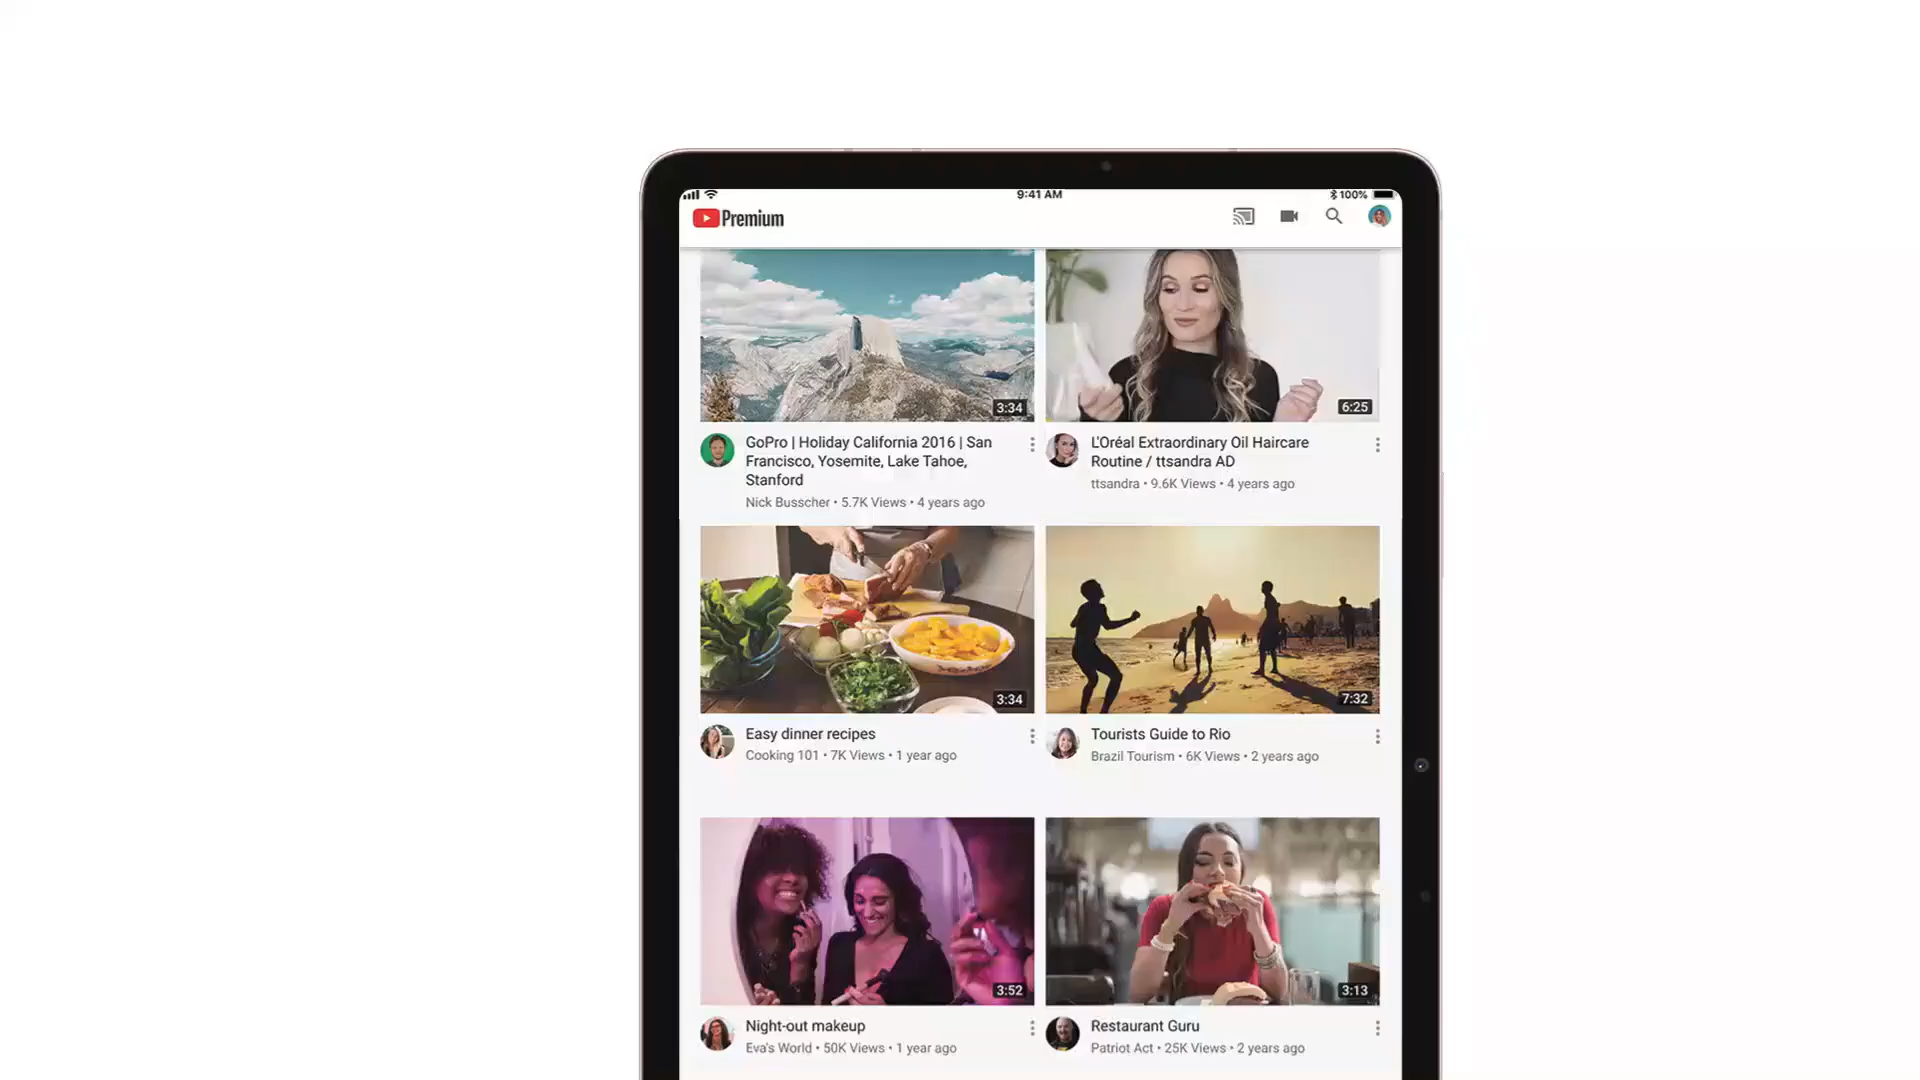 9:41 AM
100%
Premium
3:34
6:25
GoPro | Holiday California 2016 | San
Francisco, Yosemite, Lake Tahoe,
Stanford
Nick Busscher • 5.7K Views • 4 years ago
L'Oréal Extraordinary Oil Haircare
Routine / ttsandra AD
ttsandra • 9.6K Views • 4 years ago
3:34
7:32
Easy dinner recipes
Cooking 101 • 7K Views • 1 year ago
Tourists Guide to Rio
Brazil Tourism • 6K Views • 2 years ago
3:52
3:13
Night-out makeup
Eva's World • 50K Views • 1 year ago
Restaurant Guru
Patriot Act • 25K Views • 2 years ago